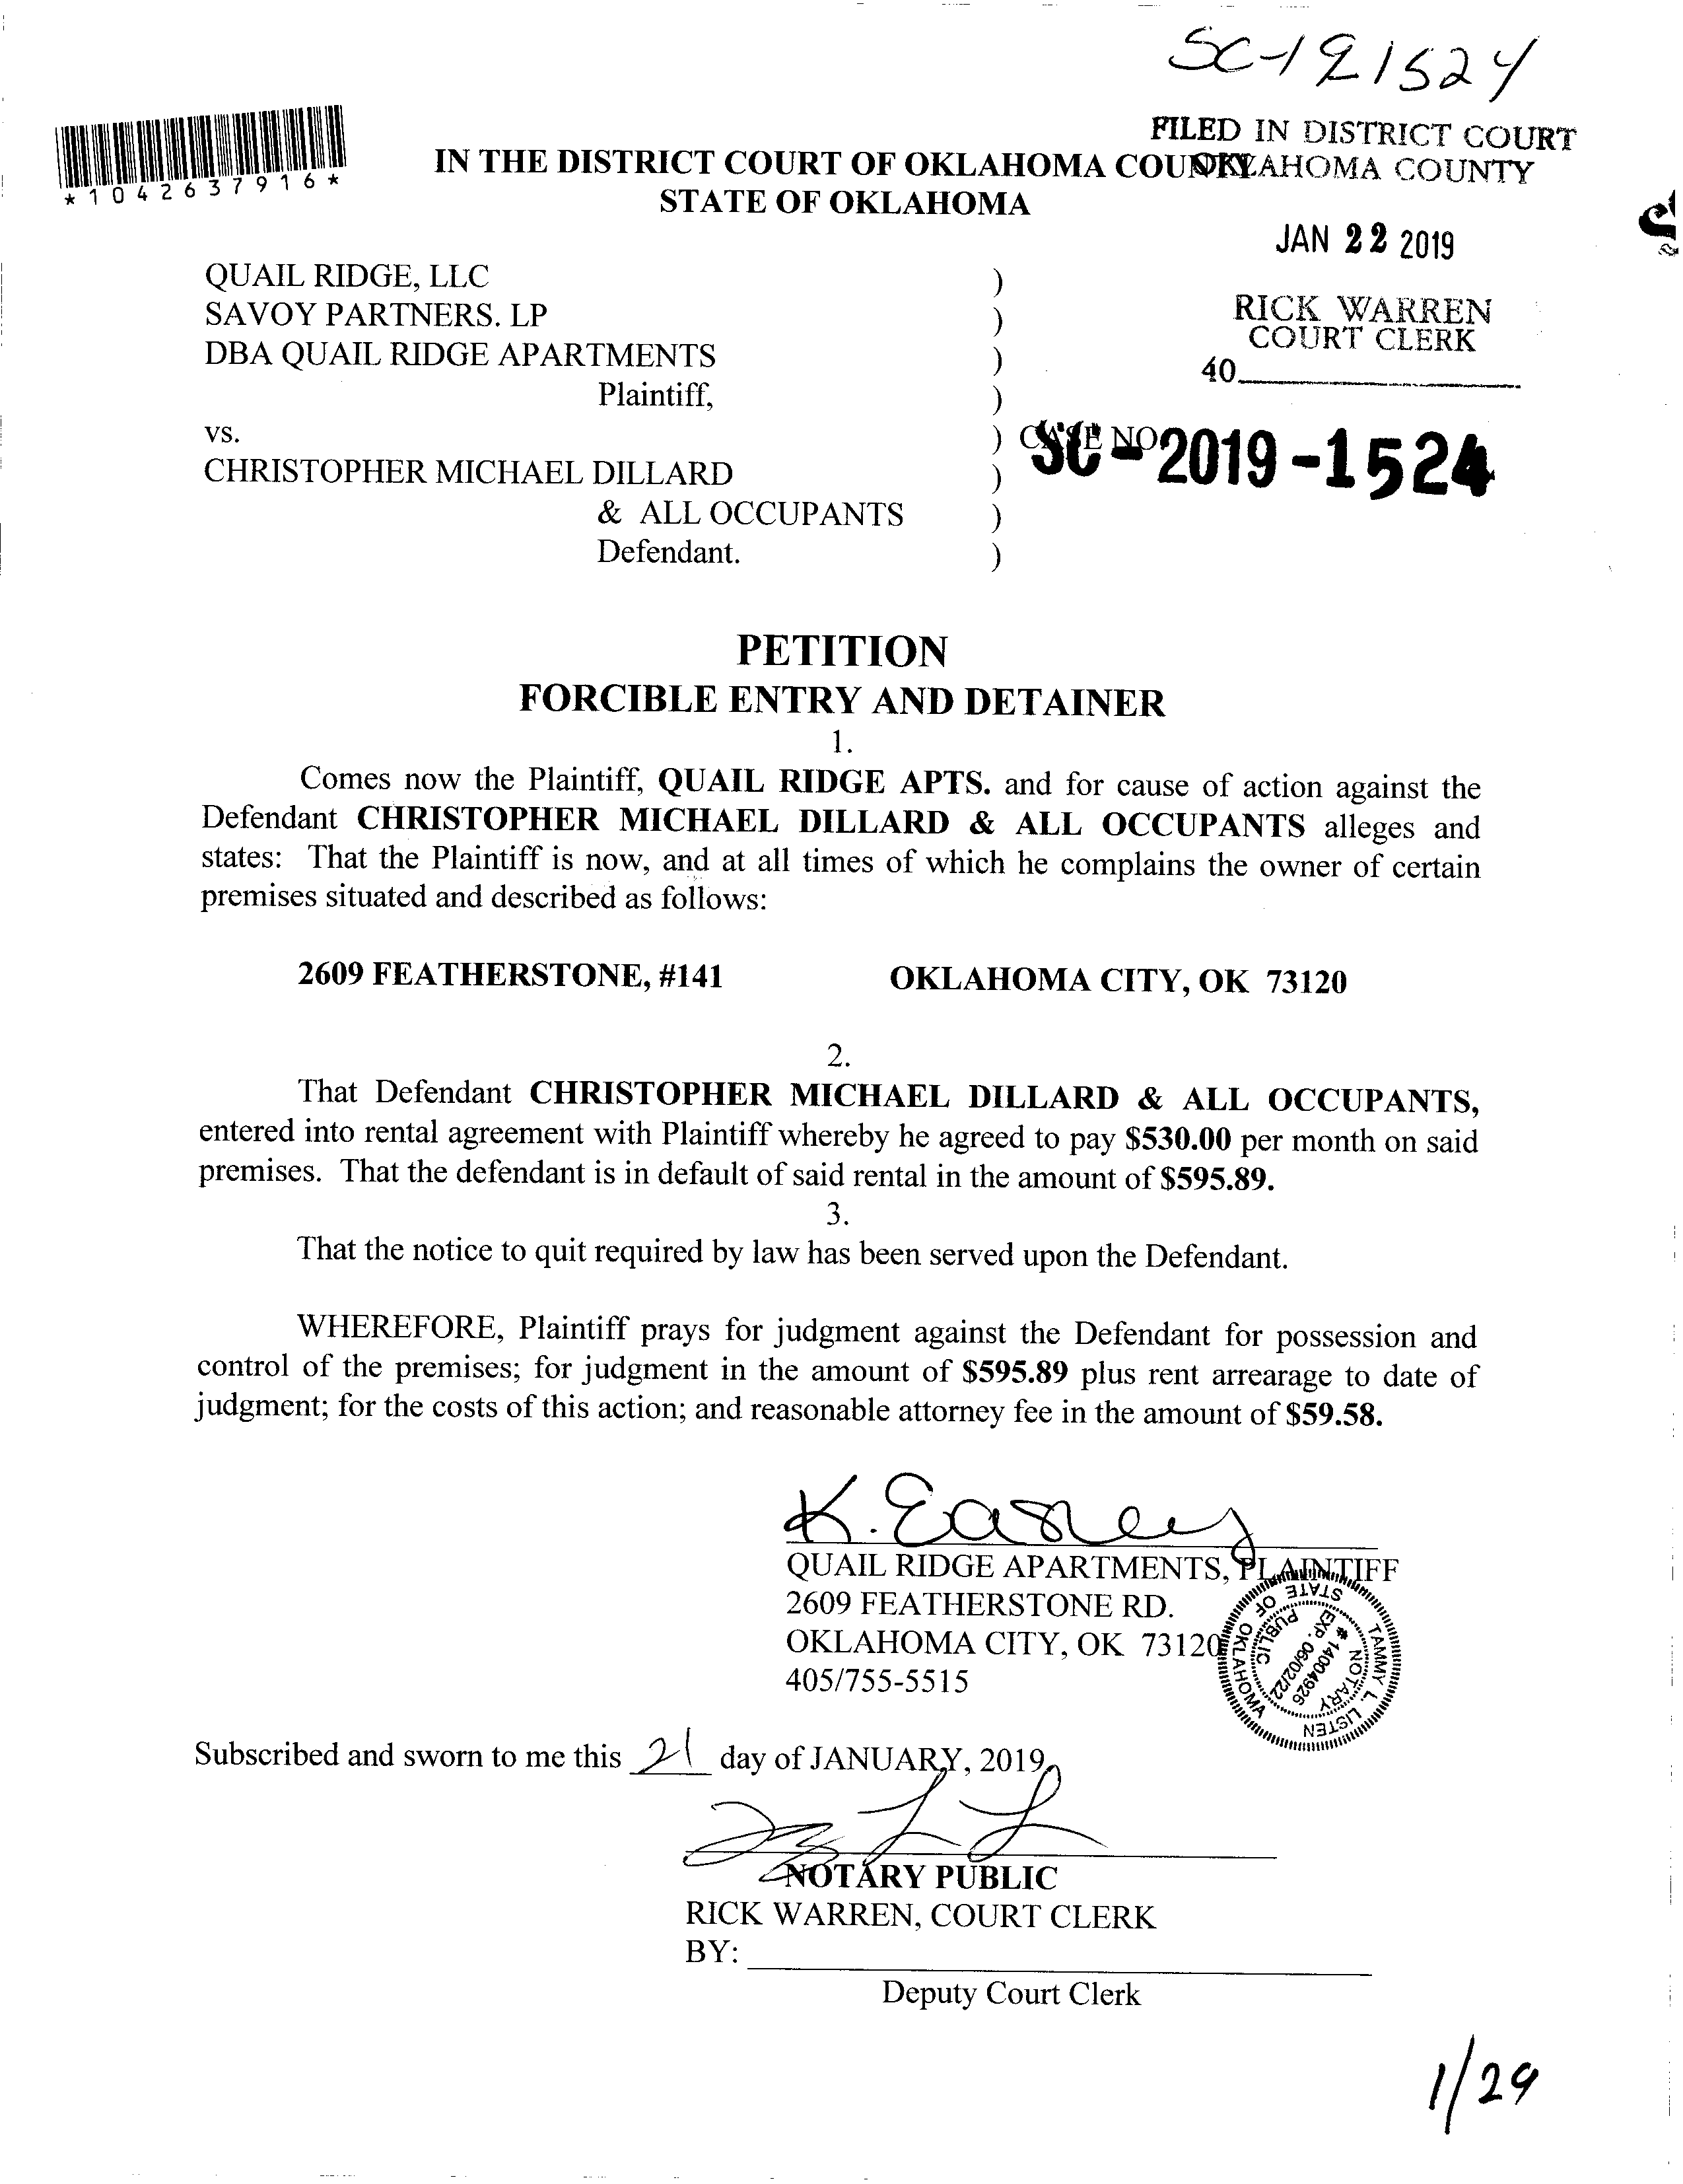 SC-191524
FILED IN DISTRICT COURT
OKLAHOMA COUNTY
*1042637916*
IN THE DISTRICT COURT OF OKLAHOMA COUNTY
STATE OF OKLAHOMA
JAN 22 2019
QUAIL RIDGE, LLC )
SAVOY PARTNERS. LP )
DBA QUAIL RIDGE APARTMENTS )
Plaintiff, )
RICK WARREN
COURT CLERK
40
vs. ) CASE NO
SC-2019-1524
CHRISTOPHER MICHAEL DILLARD )
& ALL OCCUPANTS )
Defendant. )
PETITION
FORCIBLE ENTRY AND DETAINER
1.
Comes now the Plaintiff, QUAIL RIDGE APTS. and for cause of action against the
Defendant CHRISTOPHER MICHAEL DILLARD & ALL OCCUPANTS alleges and
states: That the Plaintiff is now, and at all times of which he complains the owner of certain
premises situated and described as follows:
2609 FEATHERSTONE, #141 OKLAHOMA CITY, OK 73120
2.
That Defendant CHRISTOPHER MICHAEL DILLARD & ALL OCCUPANTS,
entered into rental agreement with Plaintiff whereby he agreed to pay $530.00 per month on said
premises. That the defendant is in default of said rental in the amount of $595.89.
3.
That the notice to quit required by law has been served upon the Defendant.
WHEREFORE, Plaintiff prays for judgment against the Defendant for possession and
control of the premises; for judgment in the amount of $595.89 plus rent arrearage to date of
judgment; for the costs of this action; and reasonable attorney fee in the amount of $59.58.
K. Easley
QUAIL RIDGE APARTMENTS, PLAINTIFF
2609 FEATHERSTONE RD.
OKLAHOMA CITY, OK 73120
405/755-5515
TAMMY L. LISTEN
NOTARY PUBLIC
# 14004926
EXP. 06/02/22
STATE OF OKLAHOMA
Subscribed and sworn to me this 21 day of JANUARY, 2019
NOTARY PUBLIC
RICK WARREN, COURT CLERK
BY:
Deputy Court Clerk
1/29